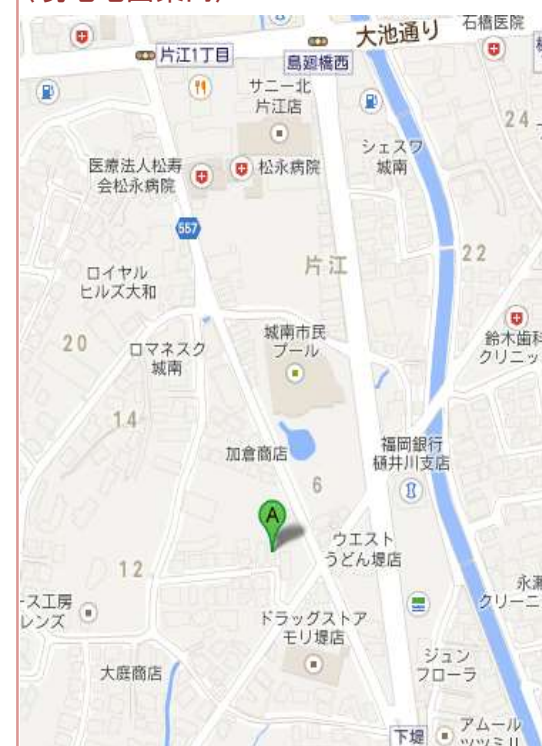 (現地地図案内)
石橋医院
大池通り
片江1丁目
島廻橋西
サニー北
片江店
24
シェスワ
城南
医療法人松寿
会松永病院
松永病院
557
片江
22
ロイヤル
ヒルズ大和
城南市民
プール
鈴木歯科
クリニッ
20
ロマネスク
城南
14
加倉商店
福岡銀行
樋井川支店
6
A
ウエスト
うどん堤店
12
永瀬
クリーニ
ース工房
レンズ
ドラッグストア
モリ堤店
大庭商店
ジュン
フローラ
下堤
アムール